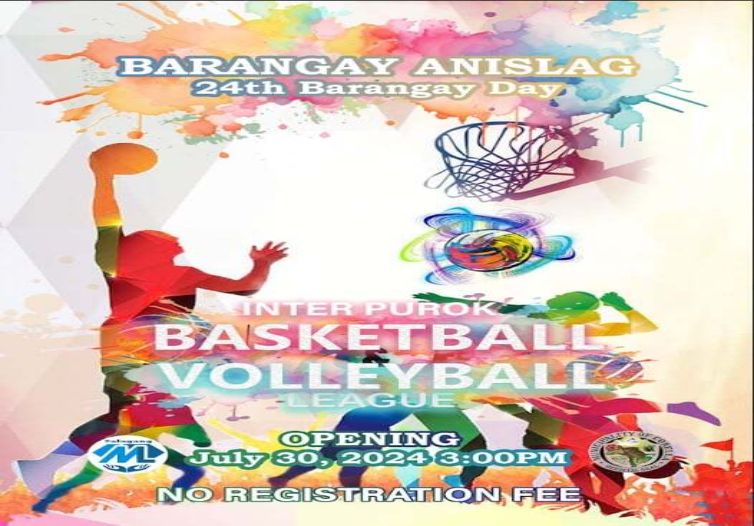 BARANGAY ANISLAG
24th Barangay Day
INTER PUROK
BASKETBALL
VOLLEYBALL
LEAGUE
OPENING
July 30, 2024 3:00PM
NO REGISTRATION FEE